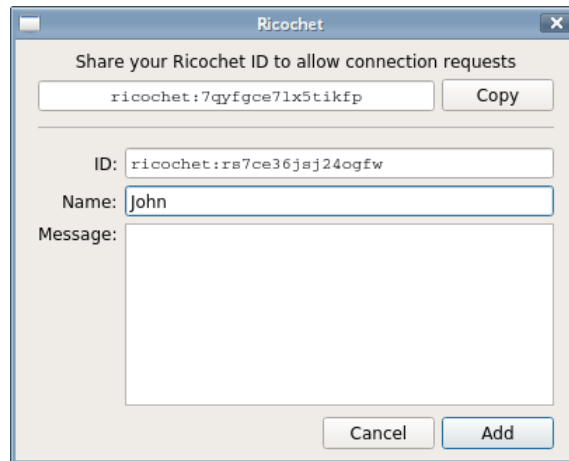 Ricochet
Share your Ricochet ID to allow connection requests
ricochet:7qyfgce7lx5tikfp
Copy
ID: ricochet:rs7ce36jsj24ogfw
Name: John
Message:
Cancel Add